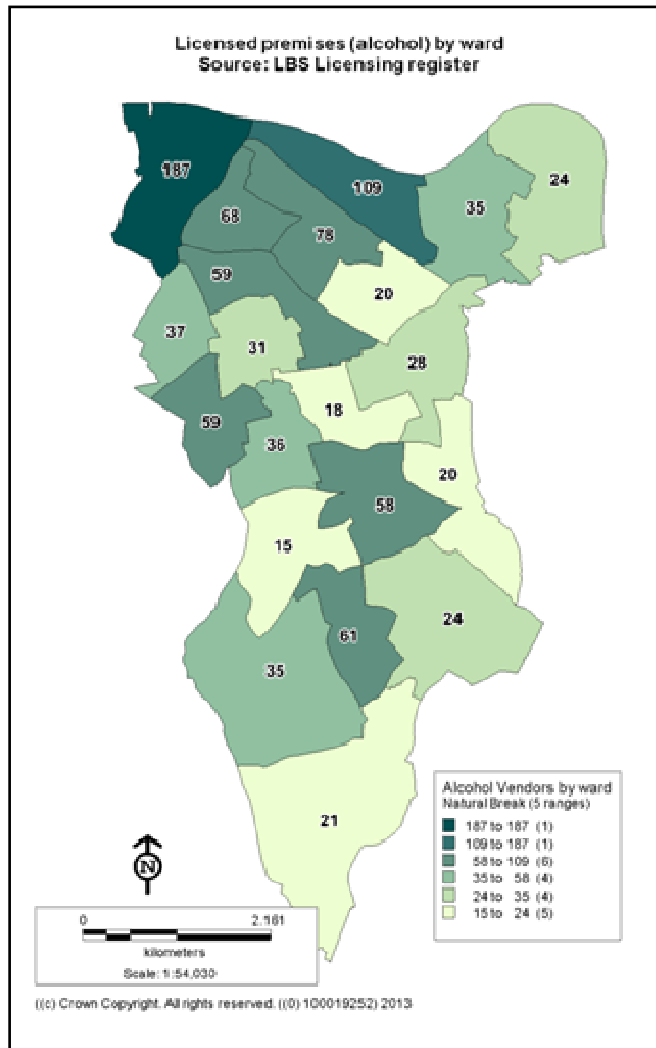 Licensed premises (alcohol) by ward
Source: LBS Licensing register
187
109
24
35
68
78
59
20
37
31
28
18
59
36
20
58
15
24
61
35
21
Alcohol Vendors by ward
Natural Break (5 ranges)
187 to 187 (1)
109 to 187 (1)
58 to 109 (6)
35 to 58 (4)
24 to 35 (4)
15 to 24 (5)
N
0 2.161
kilometers
Scale: 1:54,030
((c) Crown Copyright. All rights reserved. ((0) 100019252) 2013